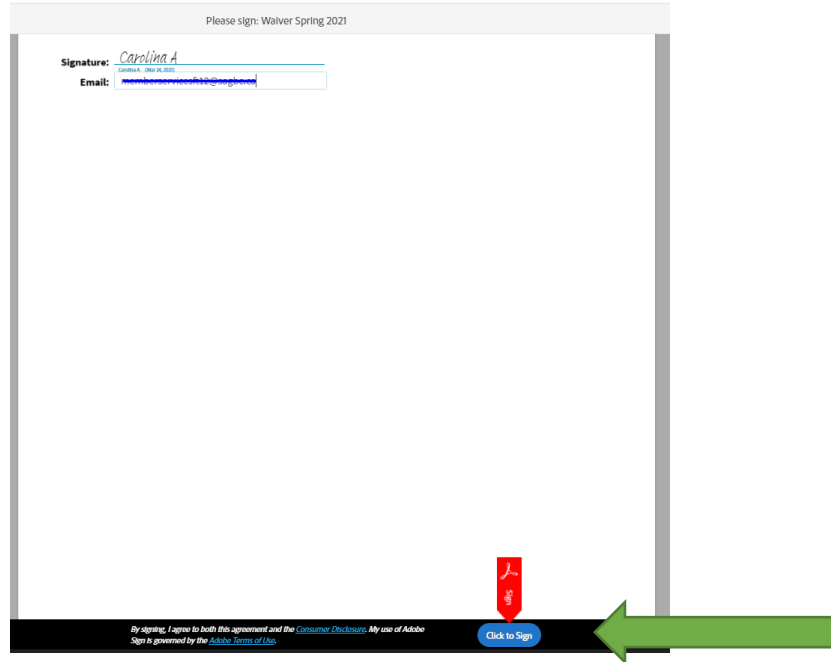 Please sign: Waiver Spring 2021
Signature: Carolina A
Carolina A (Mar 24, 2021)
Email:
Sign
By signing, I agree to both this agreement and the Consumer Disclosure. My use of Adobe
Sign is governed by the Adobe Terms of Use.
Click to Sign